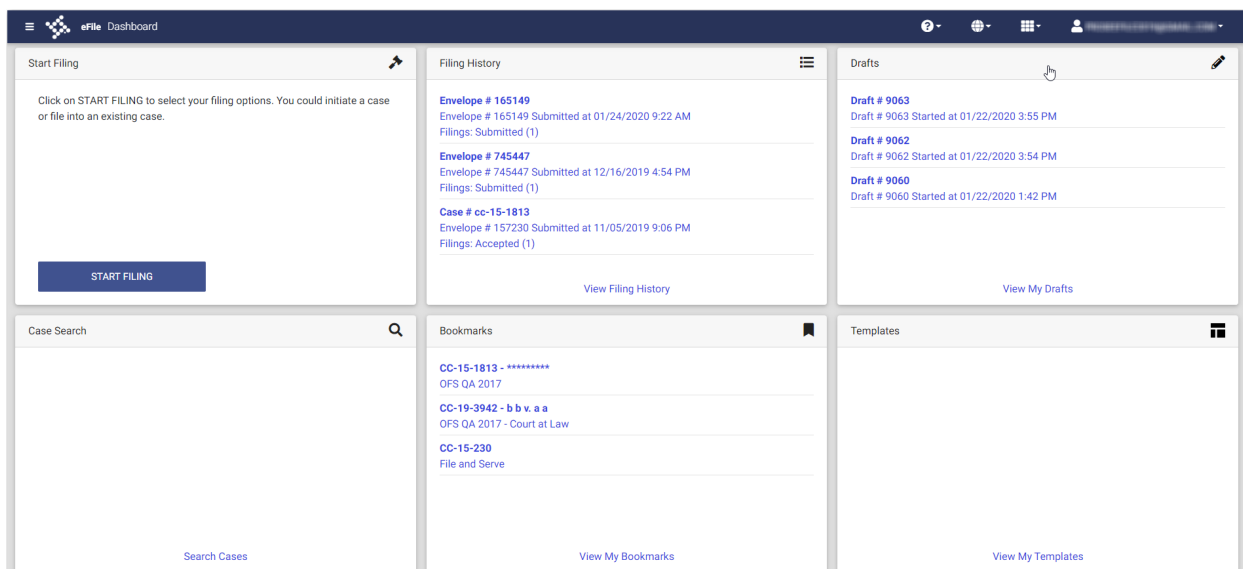 eFile Dashboard
Start Filing
Click on START FILING to select your filing options. You could initiate a case
or file into an existing case.
START FILING
Filing History
Envelope # 165149
Envelope # 165149 Submitted at 01/24/2020 9:22 AM
Filings: Submitted (1)
Envelope # 745447
Envelope # 745447 Submitted at 12/16/2019 4:54 PM
Filings: Submitted (1)
Case # cc-15-1813
Envelope # 157230 Submitted at 11/05/2019 9:06 PM
Filings: Accepted (1)
View Filing History
Drafts
Draft # 9063
Draft # 9063 Started at 01/22/2020 3:55 PM
Draft # 9062
Draft # 9062 Started at 01/22/2020 3:54 PM
Draft # 9060
Draft # 9060 Started at 01/22/2020 1:42 PM
View My Drafts
Case Search
Search Cases
Bookmarks
CC-15-1813 - *********
OFS QA 2017
CC-19-3942 - b b v. a a
OFS QA 2017 - Court at Law
CC-15-230
File and Serve
View My Bookmarks
Templates
View My Templates